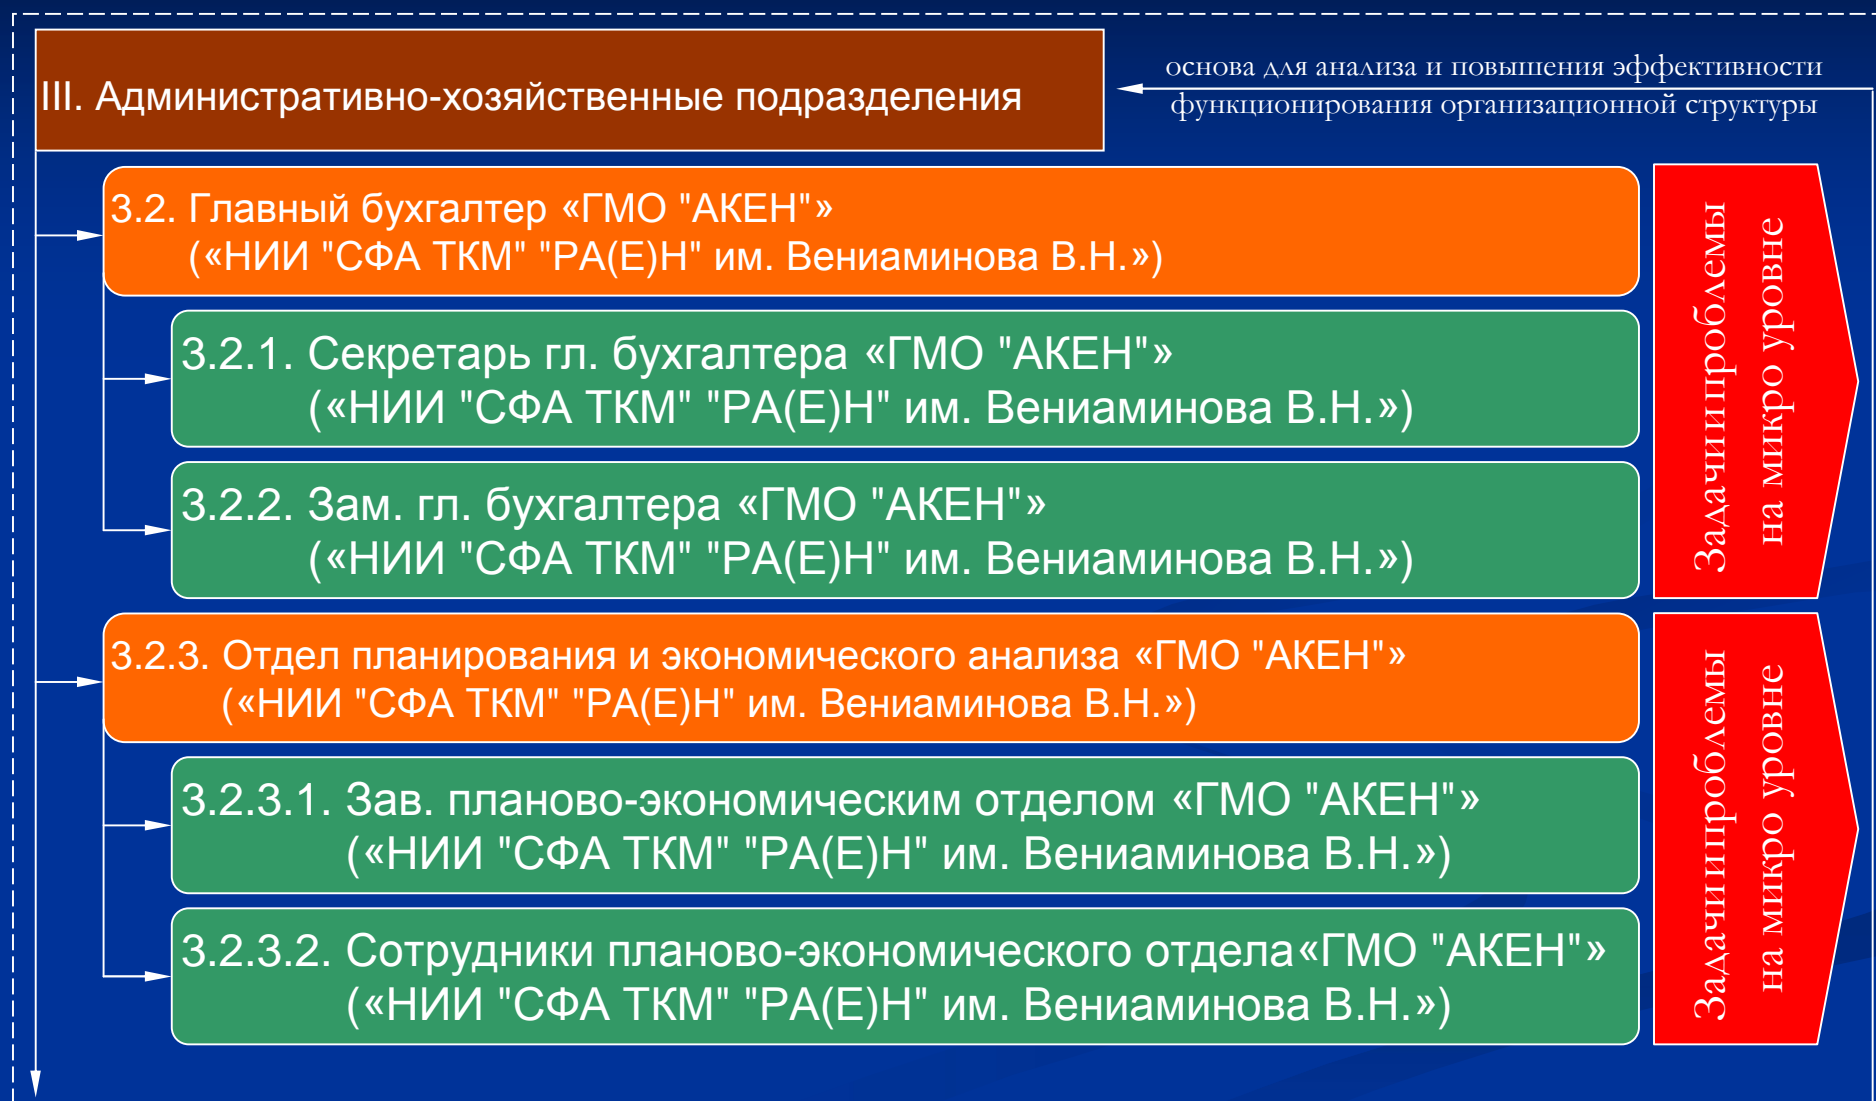 III. Административно-хозяйственные подразделения
основа для анализа и повышения эффективности
функционирования организационной структуры
3.2. Главный бухгалтер «ГМО "АКЕН"»
(«НИИ "СФА ТКМ" "РА(Е)Н" им. Вениаминова В.Н.»)
3.2.1. Секретарь гл. бухгалтера «ГМО "АКЕН"»
(«НИИ "СФА ТКМ" "РА(Е)Н" им. Вениаминова В.Н.»)
3.2.2. Зам. гл. бухгалтера «ГМО "АКЕН"»
(«НИИ "СФА ТКМ" "РА(Е)Н" им. Вениаминова В.Н.»)
Задачи и проблемы
на микро уровне
3.2.3. Отдел планирования и экономического анализа «ГМО "АКЕН"»
(«НИИ "СФА ТКМ" "РА(Е)Н" им. Вениаминова В.Н.»)
3.2.3.1. Зав. планово-экономическим отделом «ГМО "АКЕН"»
(«НИИ "СФА ТКМ" "РА(Е)Н" им. Вениаминова В.Н.»)
3.2.3.2. Сотрудники планово-экономического отдела«ГМО "АКЕН"»
(«НИИ "СФА ТКМ" "РА(Е)Н" им. Вениаминова В.Н.»)
Задачи и проблемы
на микро уровне